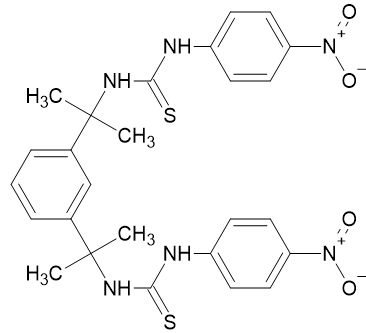 O
NH N⁺
NH O⁻
H₃C S
CH₃
O
CH₃ NH N⁺
H₃C NH O⁻
S